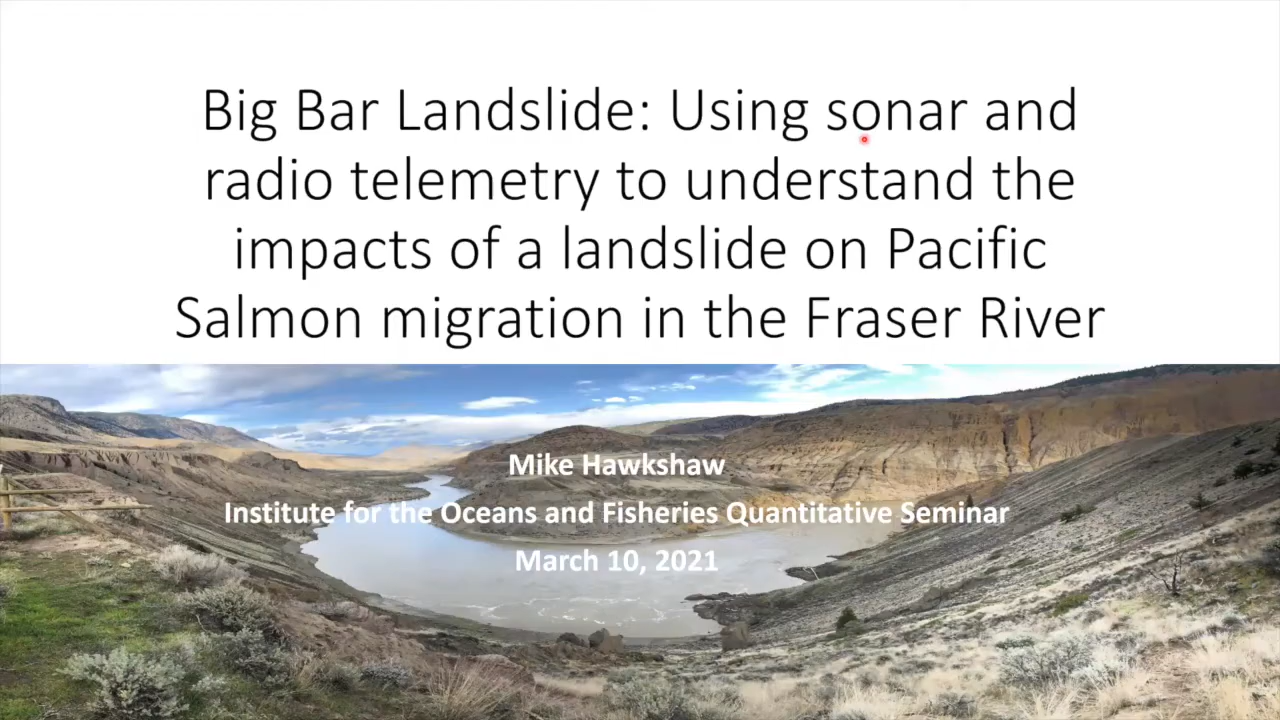 Big Bar Landslide: Using sonar and
radio telemetry to understand the
impacts of a landslide on Pacific
Salmon migration in the Fraser River
Mike Hawkshaw
Institute for the Oceans and Fisheries Quantitative Seminar
March 10, 2021